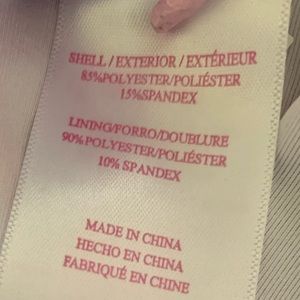 SHELL / EXTERIOR / EXTÉRIEUR
85%POLYESTER/POLIÉSTER
15%SPANDEX
LINING/FORRO/DOUBLURE
90%POLYESTER/POLIÉSTER
10% SPANDEX
MADE IN CHINA
HECHO EN CHINA
FABRIQUÉ EN CHINE